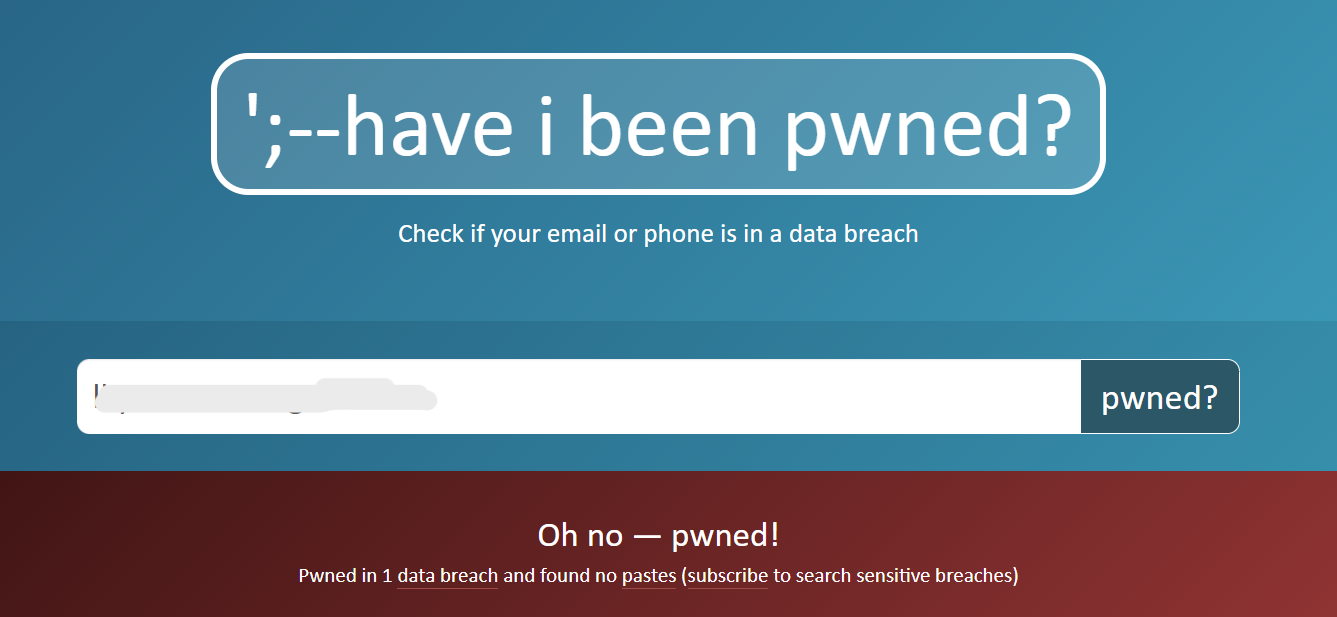 ';--have i been pwned?
Check if your email or phone is in a data breach
pwned?
Oh no — pwned!
Pwned in 1 data breach and found no pastes (subscribe to search sensitive breaches)